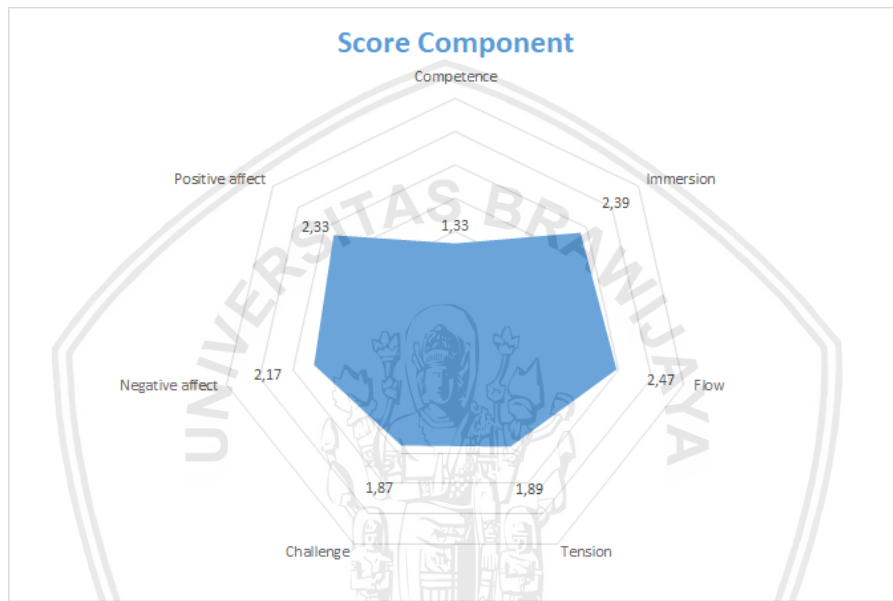 Score Component
Competence
Positive affect
Immersion
2,39
2,33
1,33
UNIVERSITAS BRAWIJAYA
Negative affect
2,17
2,47
Flow
1,87
1,89
Challenge
Tension